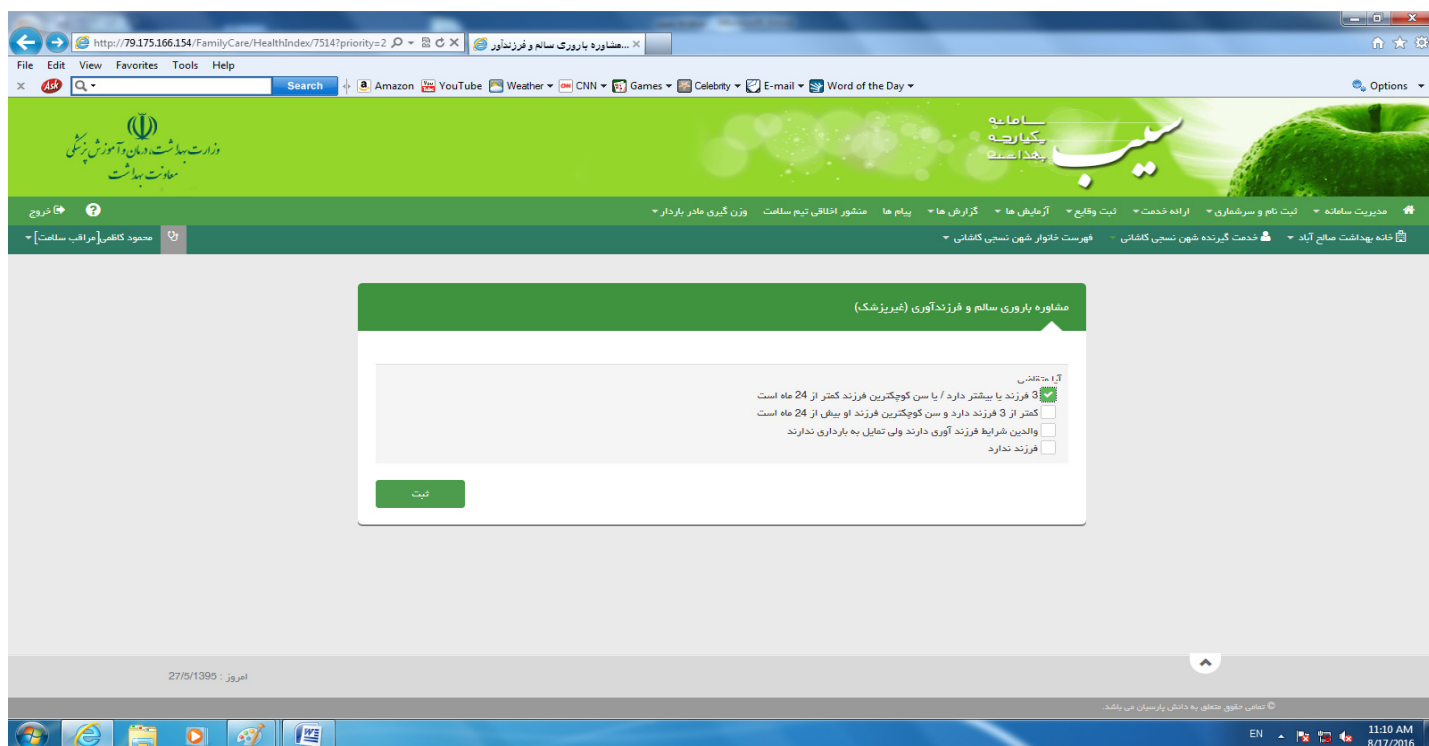 http://79.175.166.154/FamilyCare/HealthIndex/7514?priority=2
مشاوره باروری سالم و فرزندآور...
File Edit View Favorites Tools Help
Ask Search Amazon YouTube Weather CNN Games Celebrity E-mail Word of the Day Options
وزارت بهداشت، درمان و آموزش پزشکی
معاونت بهداشت
سامانه
یکپارچه
بهداشت
سیب
مدیریت سامانه ثبت نام و سرشماری ارائه خدمت ثبت وقایع آزمایش ها گزارش ها پیام ها منشور اخلاقی تیم سلامت وزن گیری مادر باردار ? خروج
خانه بهداشت صالح آباد خدمت گیرنده شهن نسجی کاشانی فهرست خانوار شهن نسجی کاشانی محمود کاظمی[مراقب سلامت]
مشاوره باروری سالم و فرزندآوری (غیرپزشک)
آیا متقاضی
3 فرزند یا بیشتر دارد / یا سن کوچکترین فرزند کمتر از 24 ماه است
کمتر از 3 فرزند دارد و سن کوچکترین فرزند او بیش از 24 ماه است
والدین شرایط فرزند آوری دارند ولی تمایل به بارداری ندارند
فرزند ندارد
ثبت
امروز : 27/5/1395
© تمامی حقوق متعلق به دانش پارسیان می باشد.
EN 11:10 AM
8/17/2016